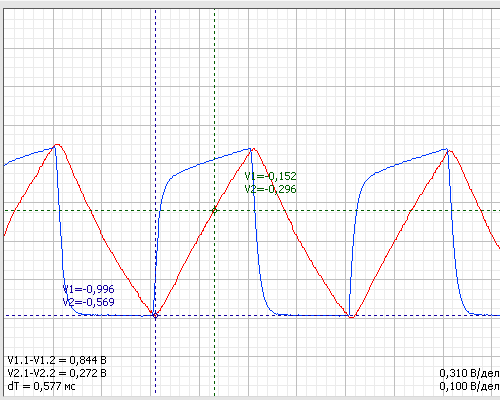 V1=-0,152
V2=-0,296
V1=-0,996
V2=-0,569
V1.1-V1.2 = 0,844 В
V2.1-V2.2 = 0,272 В
dT = 0,577 мс
0,310 В/дел
0,100 В/дел